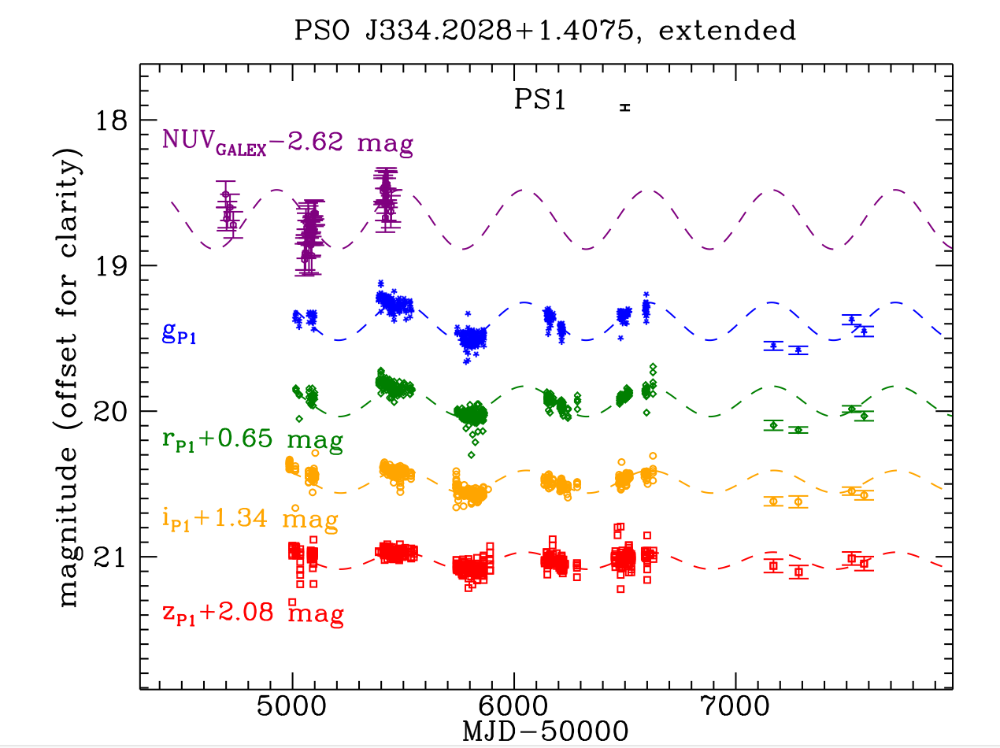 PSO J334.2028+1.4075, extended
PS1
18
NUV_GALEX−2.62 mag
19
g_P1
20
r_P1+0.65 mag
i_P1+1.34 mag
21
z_P1+2.08 mag
magnitude (offset for clarity)
5000 6000 7000
MJD−50000